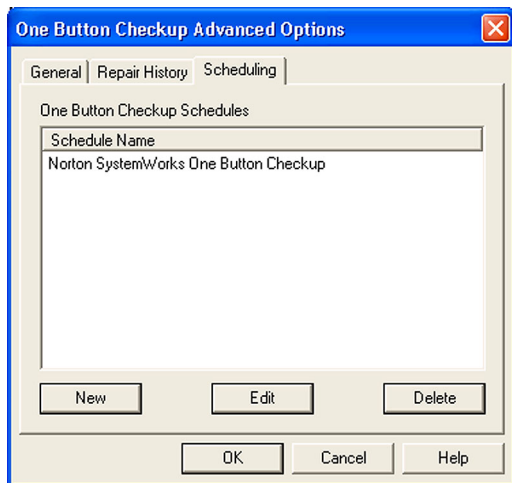 One Button Checkup Advanced Options
General Repair History Scheduling
One Button Checkup Schedules
Schedule Name
Norton SystemWorks One Button Checkup
New Edit Delete
OK Cancel Help